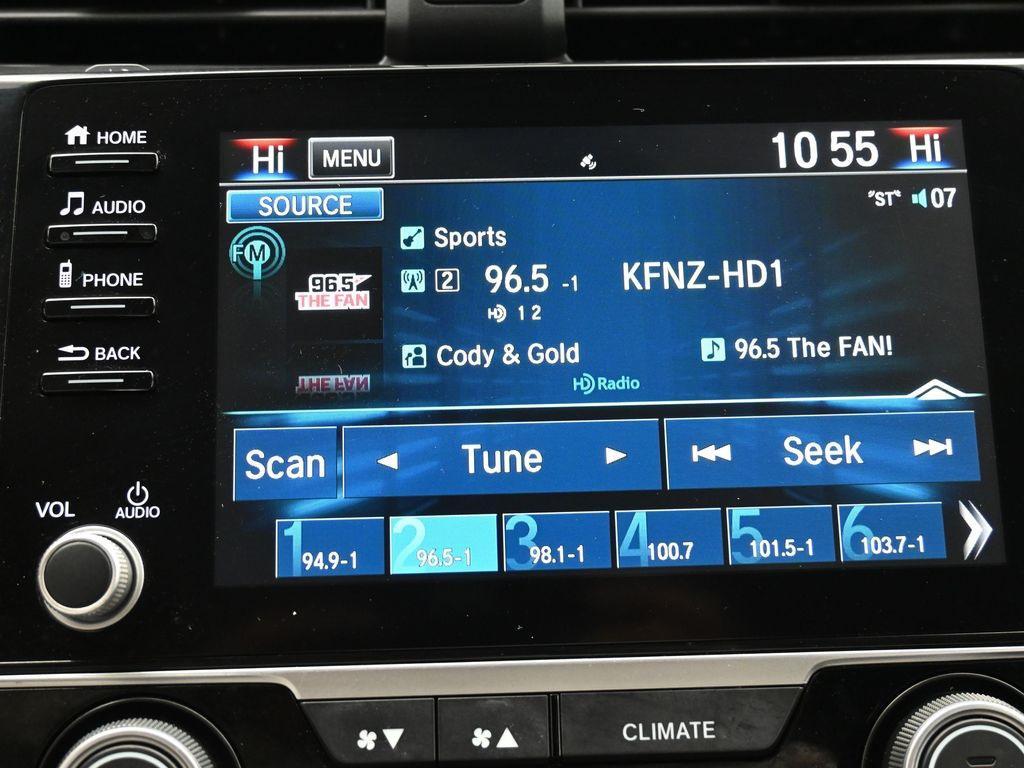 HOME
AUDIO
PHONE
BACK
VOL
AUDIO
Hi MENU 10 55 Hi
SOURCE "ST" 07
FM
96.5
THE FAN
Sports
2 96.5 -1 KFNZ-HD1
HD 1 2
Cody & Gold 96.5 The FAN!
HD Radio
Scan Tune Seek
1 94.9-1
2 96.5-1
3 98.1-1
4 100.7
5 101.5-1
6 103.7-1
CLIMATE